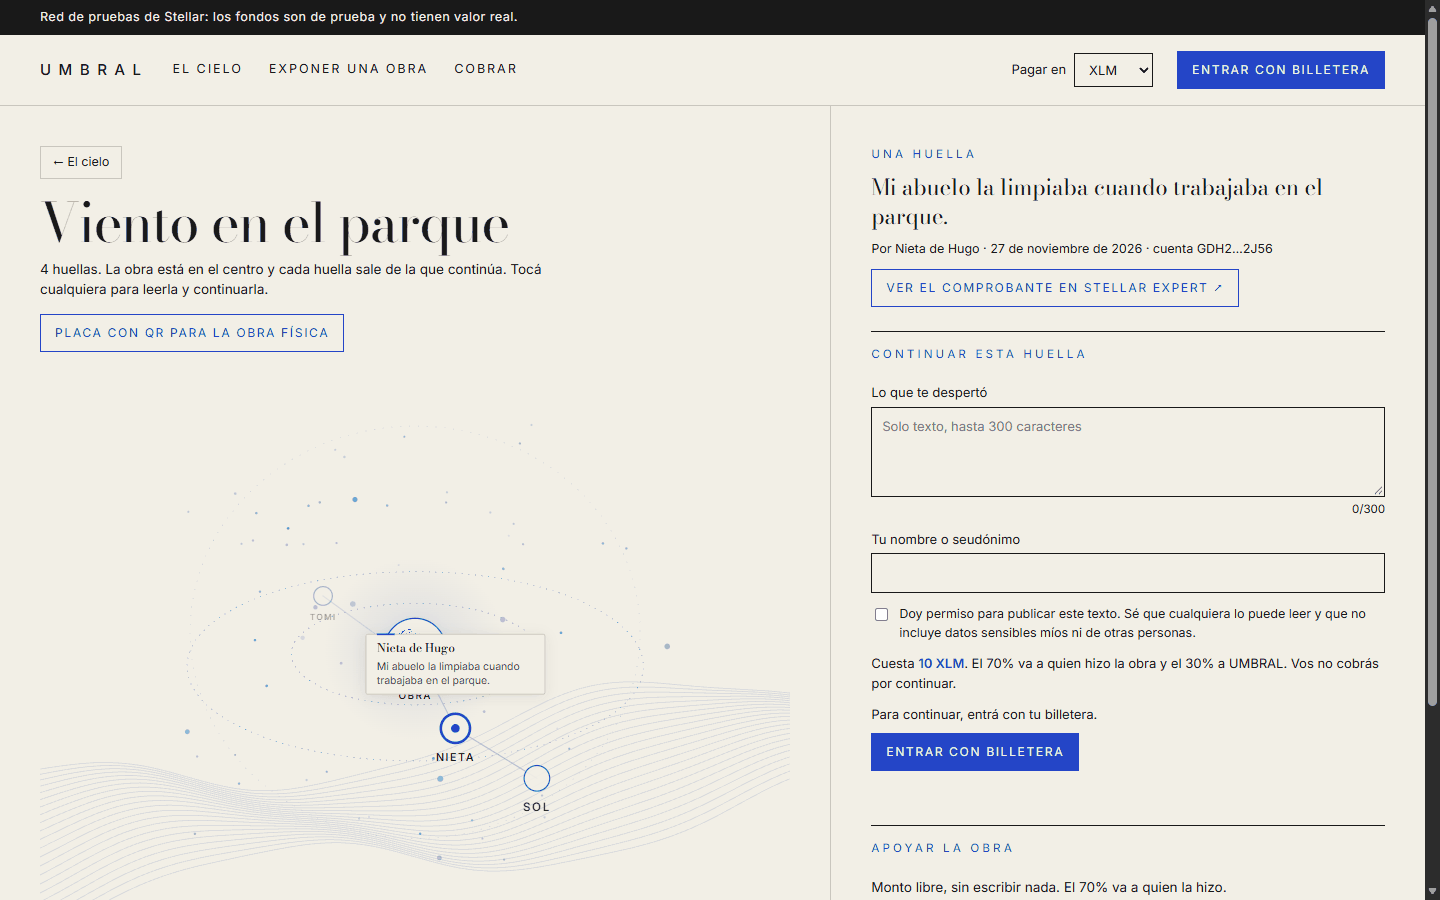 Red de pruebas de Stellar: los fondos son de prueba y no tienen valor real.
UMBRAL
EL CIELO
EXPONER UNA OBRA
COBRAR
Pagar en
XLM
ENTRAR CON BILLETERA
← El cielo
Viento en el parque
4 huellas. La obra está en el centro y cada huella sale de la que continúa. Tocá
cualquiera para leerla y continuarla.
PLACA CON QR PARA LA OBRA FÍSICA
TOMI
Nieta de Hugo
Mi abuelo la limpiaba cuando
trabajaba en el parque.
OBRA
NIETA
SOL
UNA HUELLA
Mi abuelo la limpiaba cuando trabajaba en el
parque.
Por Nieta de Hugo · 27 de noviembre de 2026 · cuenta GDH2…2J56
VER EL COMPROBANTE EN STELLAR EXPERT ↗
CONTINUAR ESTA HUELLA
Lo que te despertó
Solo texto, hasta 300 caracteres
0/300
Tu nombre o seudónimo
Doy permiso para publicar este texto. Sé que cualquiera lo puede leer y que no
incluye datos sensibles míos ni de otras personas.
Cuesta 10 XLM. El 70% va a quien hizo la obra y el 30% a UMBRAL. Vos no cobrás
por continuar.
Para continuar, entrá con tu billetera.
ENTRAR CON BILLETERA
APOYAR LA OBRA
Monto libre, sin escribir nada. El 70% va a quien la hizo.